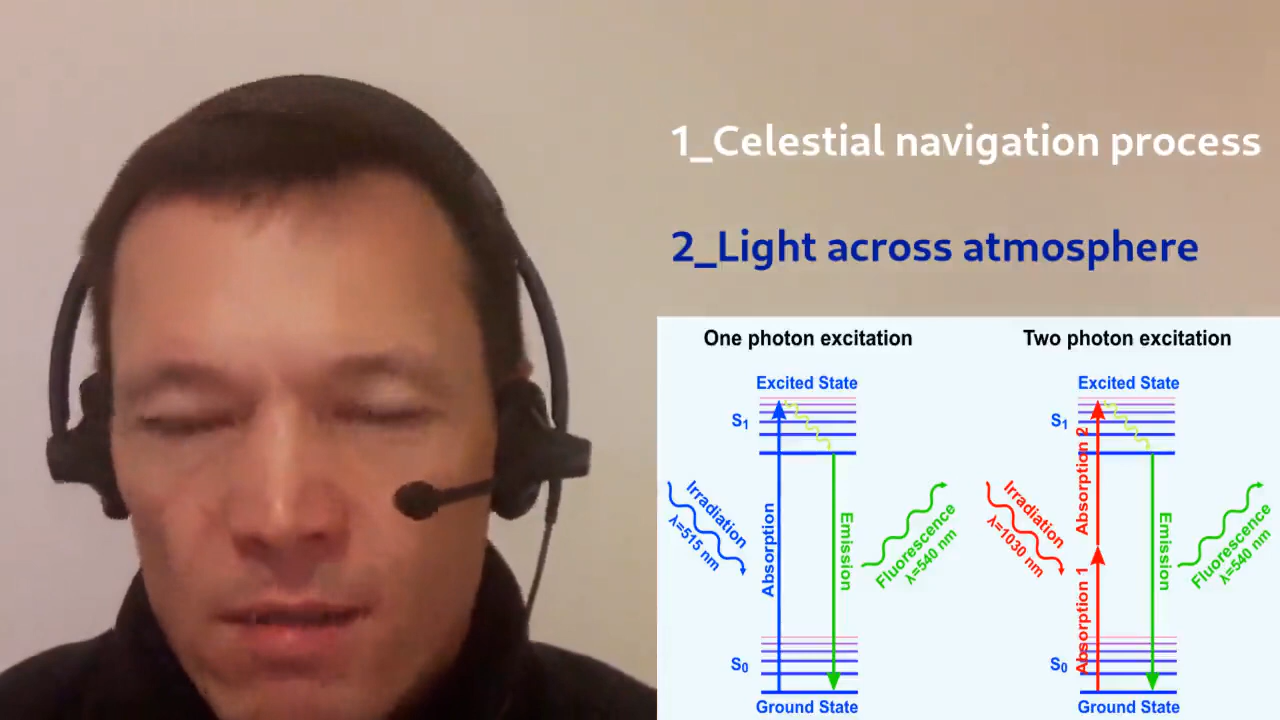 1_Celestial navigation process
2_Light across atmosphere
One photon excitation
Excited State
S1
Irradiation
λ=515 nm
Absorption
Emission
Fluorescence
λ=540 nm
S0
Ground State
Two photon excitation
Excited State
S1
Irradiation
λ=1030 nm
Absorption 2
Absorption 1
Emission
Fluorescence
λ=540 nm
S0
Ground State